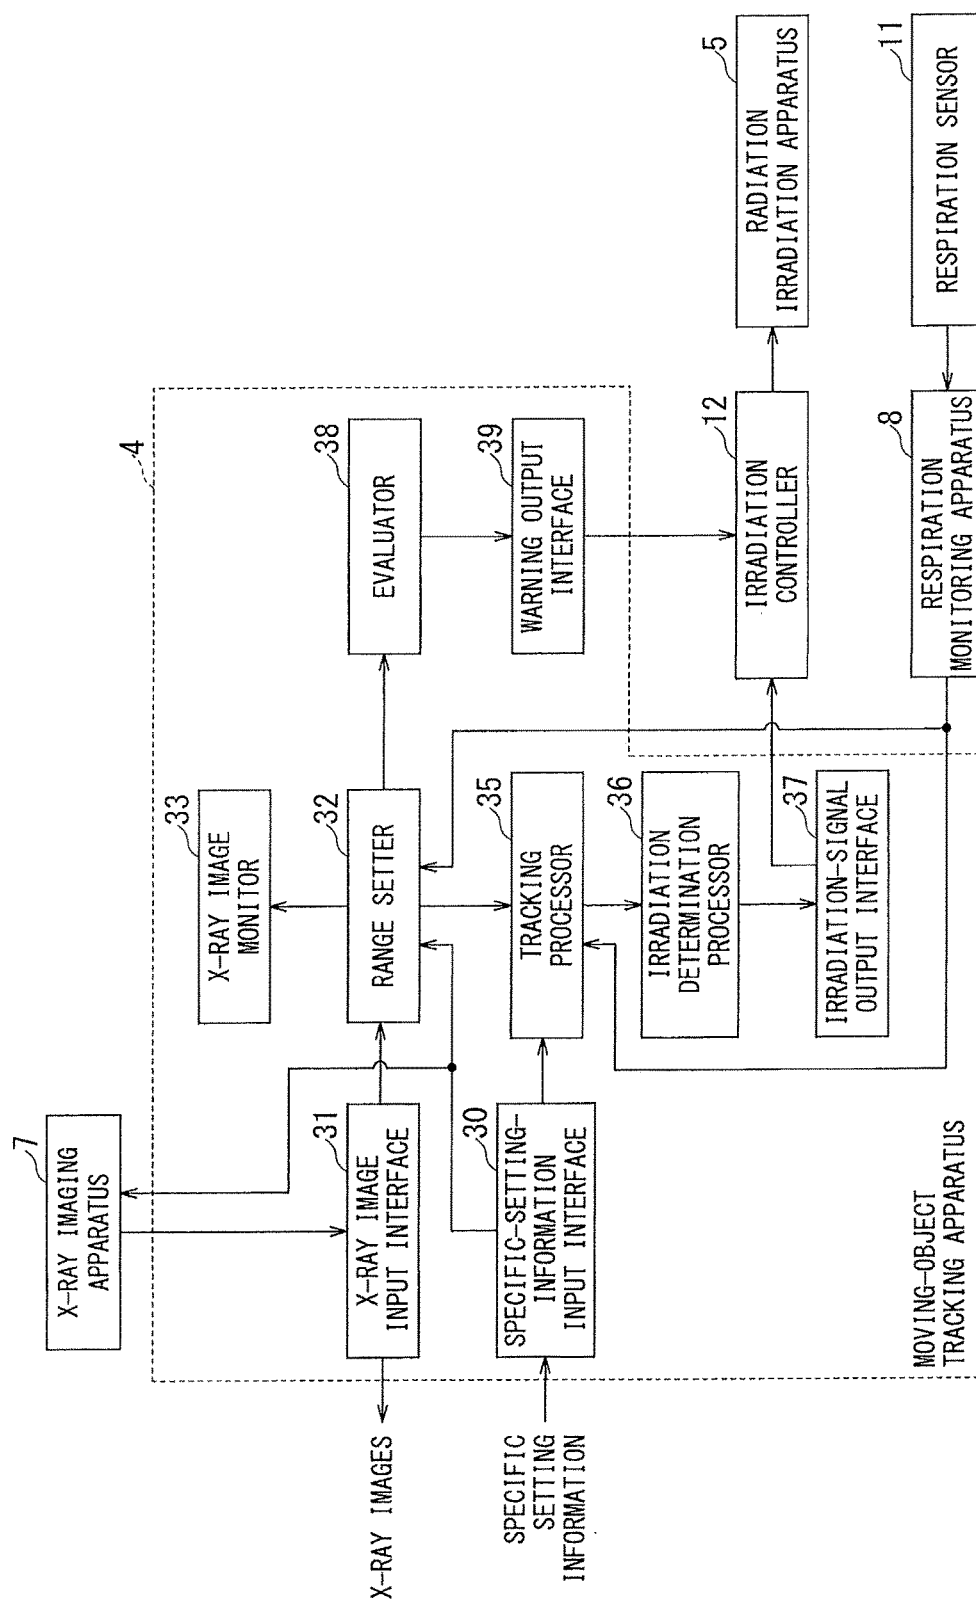 7
X-RAY IMAGING
APPARATUS
4
33
X-RAY IMAGE
MONITOR
31
X-RAY IMAGE
INPUT INTERFACE
32
RANGE SETTER
38
EVALUATOR
X-RAY IMAGES
30
SPECIFIC-SETTING-
INFORMATION
INPUT INTERFACE
35
TRACKING
PROCESSOR
39
WARNING OUTPUT
INTERFACE
SPECIFIC
SETTING
INFORMATION
36
IRRADIATION
DETERMINATION
PROCESSOR
12
IRRADIATION
CONTROLLER
5
RADIATION
IRRADIATION APPARATUS
37
IRRADIATION-SIGNAL
OUTPUT INTERFACE
8
RESPIRATION
MONITORING APPARATUS
11
RESPIRATION SENSOR
MOVING-OBJECT
TRACKING APPARATUS